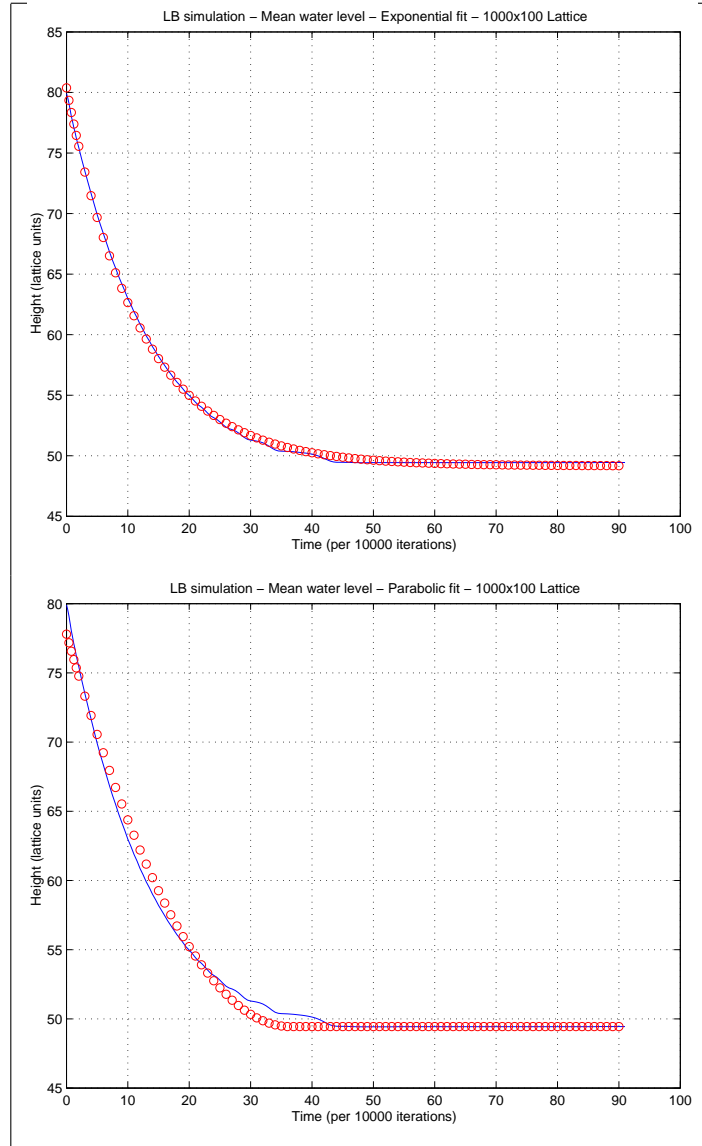 LB simulation – Mean water level – Exponential fit – 1000x100 Lattice
85
80
75
70
65
60
55
50
45
Height (lattice units)
0 10 20 30 40 50 60 70 80 90 100
Time (per 10000 iterations)
LB simulation – Mean water level – Parabolic fit – 1000x100 Lattice
80
75
70
65
60
55
50
45
Height (lattice units)
0 10 20 30 40 50 60 70 80 90 100
Time (per 10000 iterations)